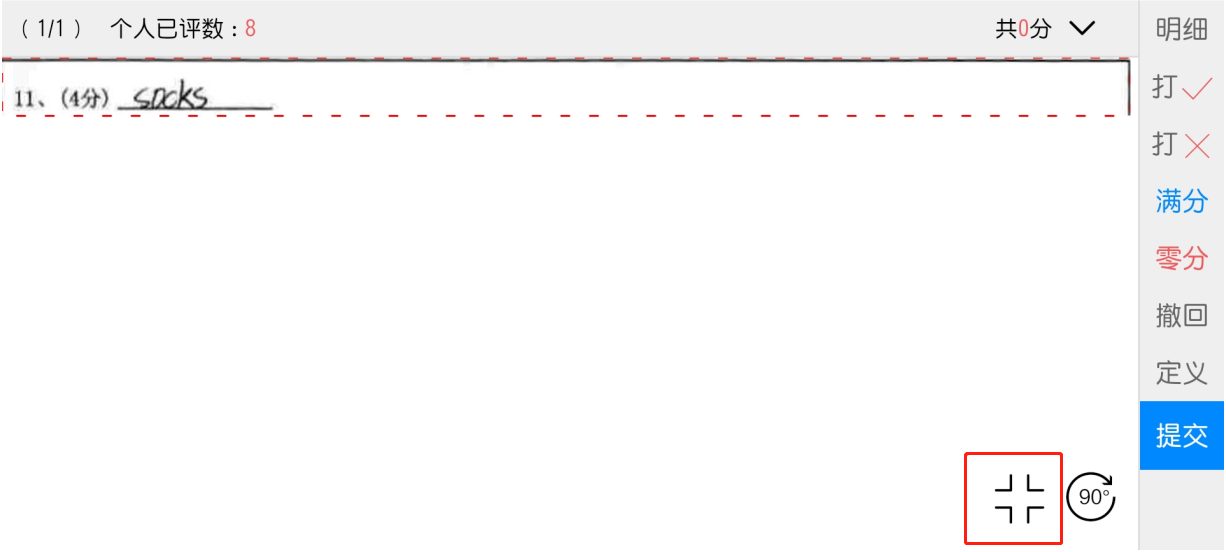 （ 1/1 ） 个人已评数：8
共0分
明细
11、(4分) socks
打
打
满分
零分
撤回
定义
提交
90°